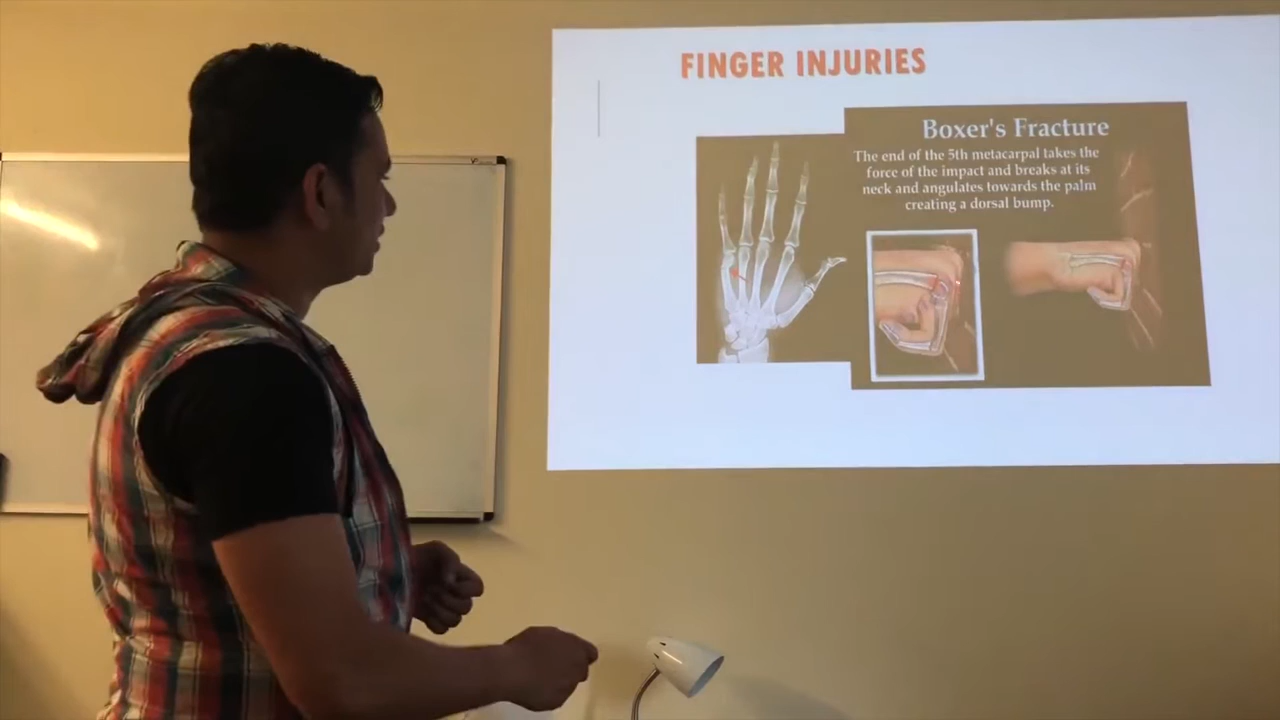 FINGER INJURIES
Boxer's Fracture
The end of the 5th metacarpal takes the
force of the impact and breaks at its
neck and angulates towards the palm
creating a dorsal bump.